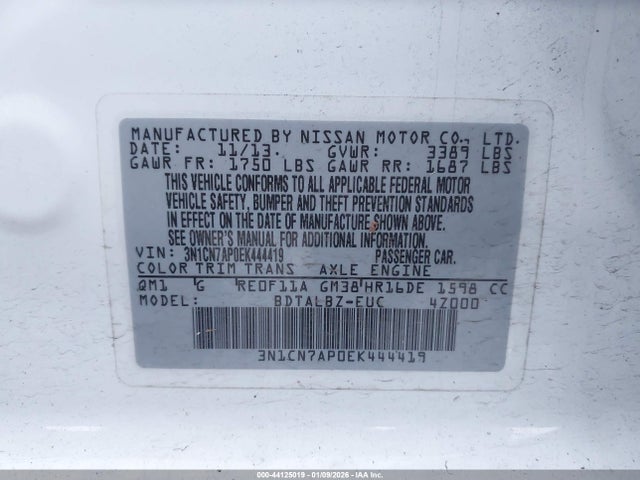 MANUFACTURED BY NISSAN MOTOR CO., LTD.
DATE: 11/13 GVWR: 3389 LBS
GAWR FR: 1750 LBS GAWR RR: 1687 LBS
THIS VEHICLE CONFORMS TO ALL APPLICABLE FEDERAL MOTOR
VEHICLE SAFETY, BUMPER AND THEFT PREVENTION STANDARDS
IN EFFECT ON THE DATE OF MANUFACTURE SHOWN ABOVE.
SEE OWNER'S MANUAL FOR ADDITIONAL INFORMATION.
VIN: 3N1CN7AP0EK444419 PASSENGER CAR.
COLOR TRIM TRANS AXLE ENGINE
QM1 G RE0F11A GM38 HR16DE 1598 CC
MODEL: BDTALBZ-EUC 4Z000
3N1CN7AP0EK444419
000-44125019 - 01/09/2026 - IAAI.COM